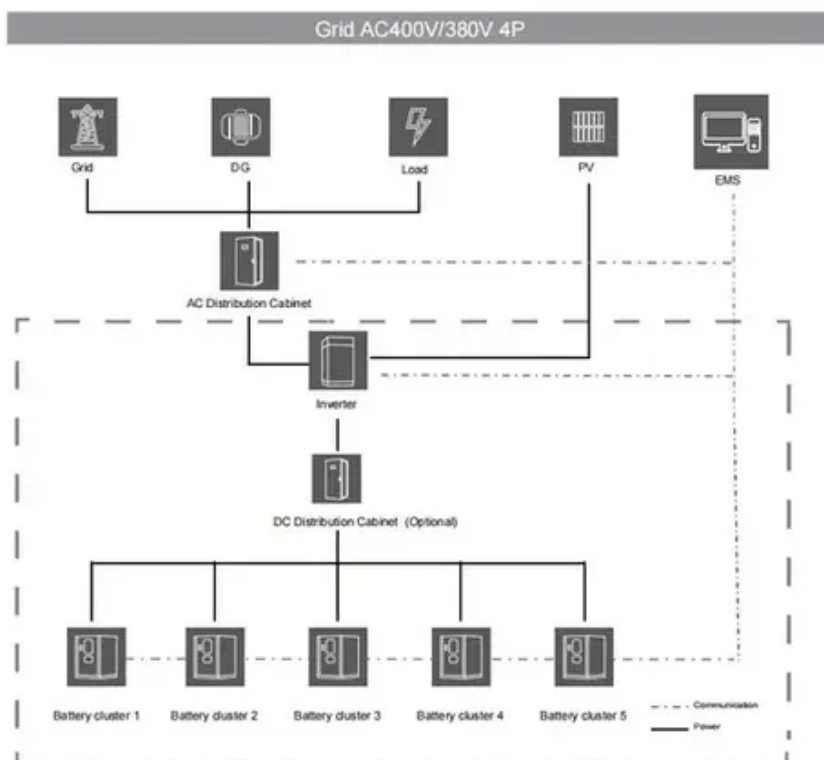 Grid AC400V/380V 4P
Grid
DG
Load
PV
EMS
AC Distribution Cabinet
Inverter
DC Distribution Cabinet (Optional)
Battery cluster 1
Battery cluster 2
Battery cluster 3
Battery cluster 4
Battery cluster 5
Communication
Power